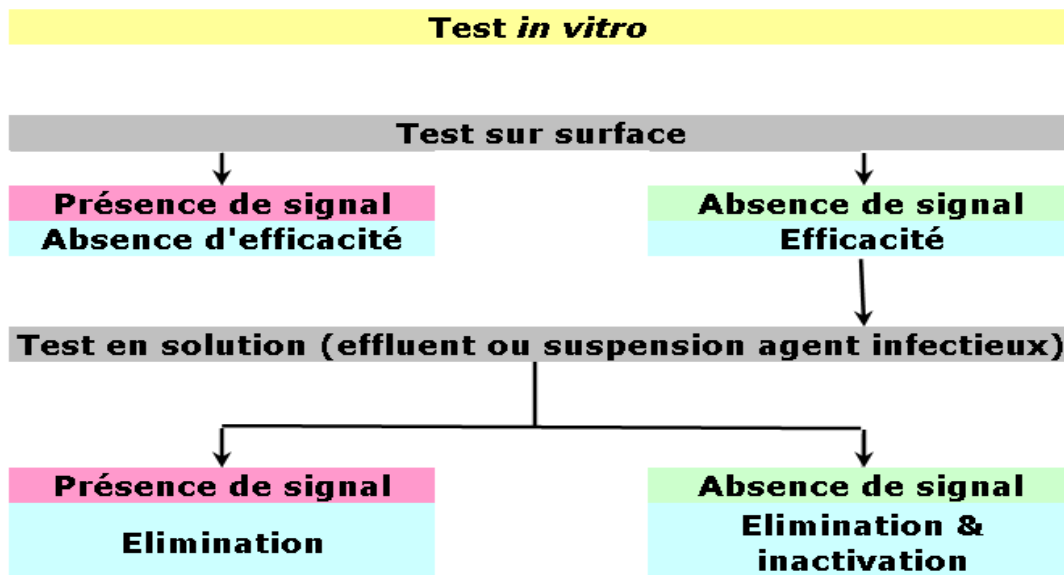 Test in vitro
Test sur surface
Présence de signal
Absence d'efficacité
Absence de signal
Efficacité
Test en solution (effluent ou suspension agent infectieux)
Présence de signal
Elimination
Absence de signal
Elimination &
inactivation